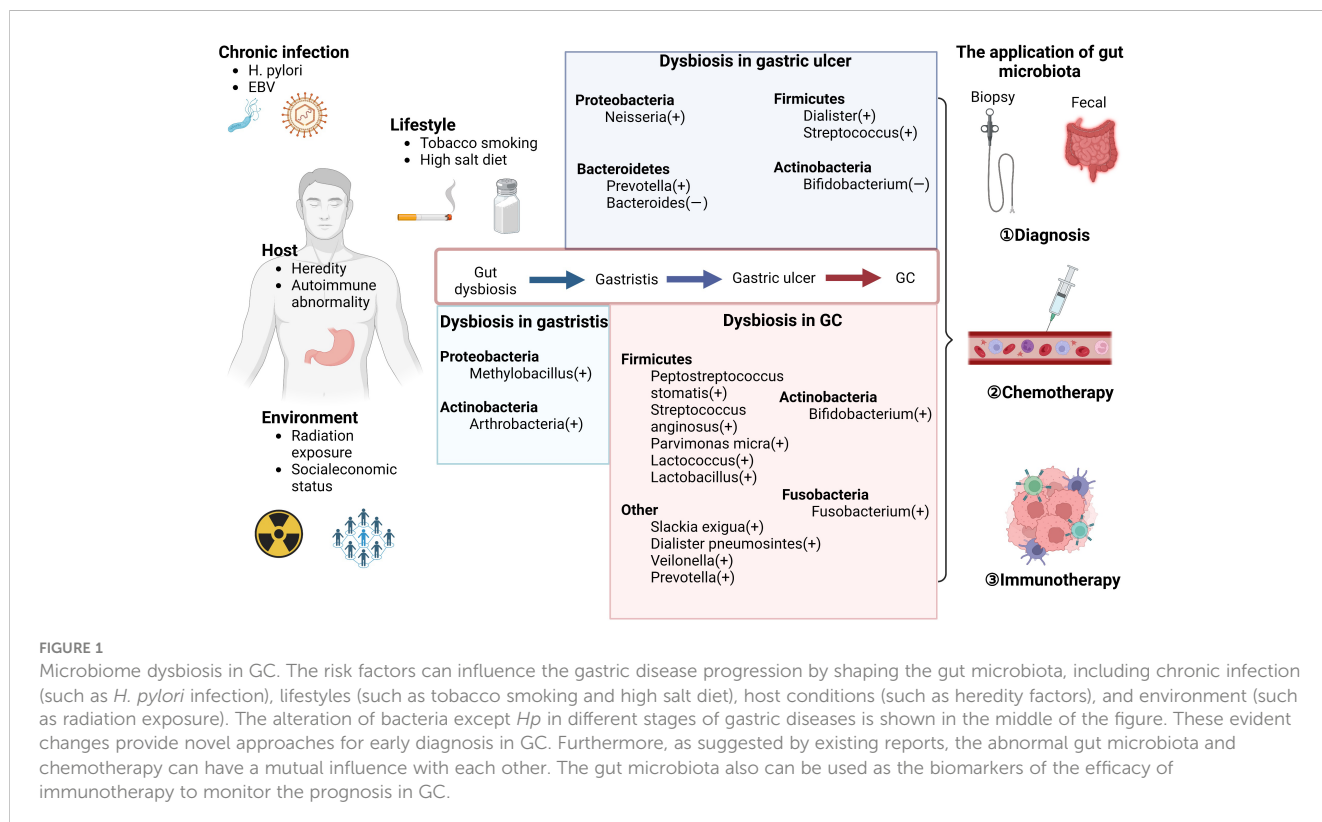 Chronic infection
• H. pylori
• EBV
Lifestyle
• Tobacco smoking
• High salt diet
Host
• Heredity
• Autoimmune
abnormality
Environment
• Radiation
exposure
• Socialeconomic
status
Dysbiosis in gastric ulcer
Proteobacteria
Neisseria(+)
Firmicutes
Dialister(+)
Streptococcus(+)
Bacteroidetes
Prevotella(+)
Bacteroides(—)
Actinobacteria
Bifidobacterium(—)
Gut
dysbiosis
Gastristis
Gastric ulcer
GC
Dysbiosis in gastristis
Proteobacteria
Methylobacillus(+)
Actinobacteria
Arthrobacteria(+)
Dysbiosis in GC
Firmicutes
Peptostreptococcus
stomatis(+)
Streptococcus
anginosus(+)
Parvimonas micra(+)
Lactococcus(+)
Lactobacillus(+)
Actinobacteria
Bifidobacterium(+)
Other
Slackia exigua(+)
Dialister pneumosintes(+)
Veilonella(+)
Prevotella(+)
Fusobacteria
Fusobacterium(+)
The application of gut
microbiota
Biopsy
Fecal
①Diagnosis
②Chemotherapy
③Immunotherapy
FIGURE 1
Microbiome dysbiosis in GC. The risk factors can influence the gastric disease progression by shaping the gut microbiota, including chronic infection
(such as H. pylori infection), lifestyles (such as tobacco smoking and high salt diet), host conditions (such as heredity factors), and environment (such
as radiation exposure). The alteration of bacteria except Hp in different stages of gastric diseases is shown in the middle of the figure. These evident
changes provide novel approaches for early diagnosis in GC. Furthermore, as suggested by existing reports, the abnormal gut microbiota and
chemotherapy can have a mutual influence with each other. The gut microbiota also can be used as the biomarkers of the efficacy of
immunotherapy to monitor the prognosis in GC.